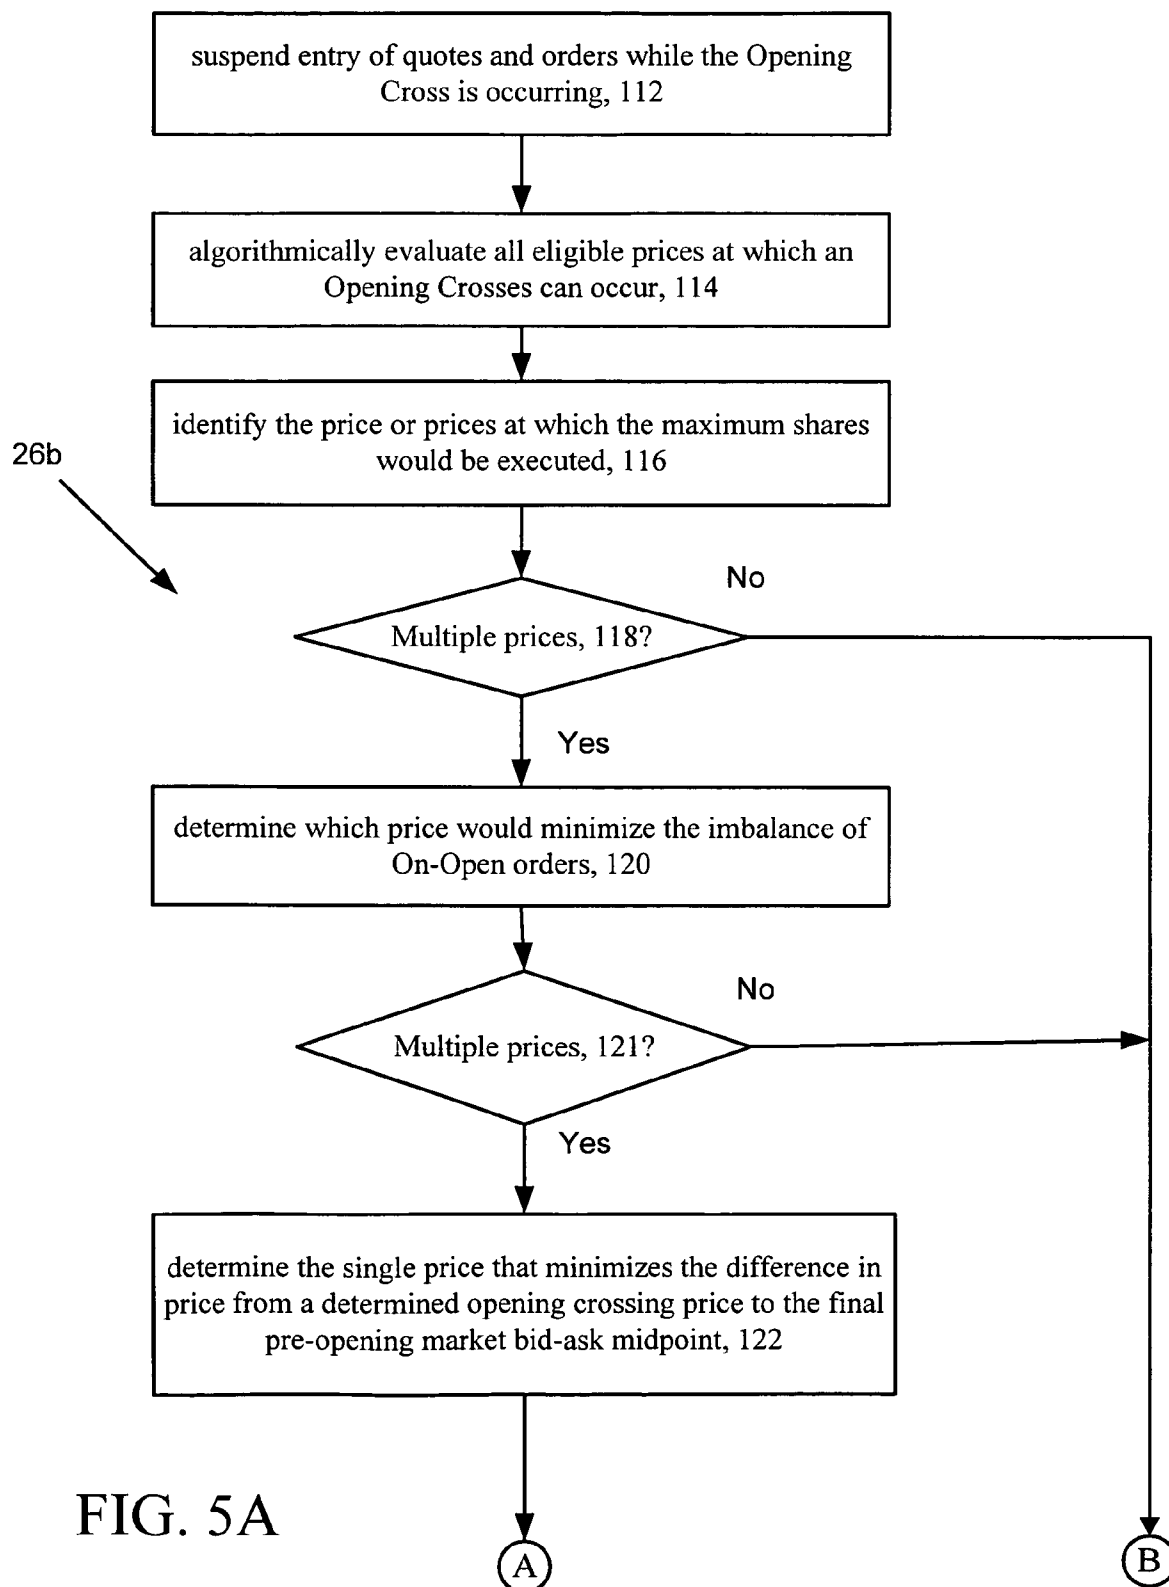 suspend entry of quotes and orders while the Opening
Cross is occurring, 112
algorithmically evaluate all eligible prices at which an
Opening Crosses can occur, 114
identify the price or prices at which the maximum shares
would be executed, 116
26b
No
Multiple prices, 118?
Yes
determine which price would minimize the imbalance of
On-Open orders, 120
No
Multiple prices, 121?
Yes
determine the single price that minimizes the difference in
price from a determined opening crossing price to the final
pre-opening market bid-ask midpoint, 122
FIG. 5A
A
B